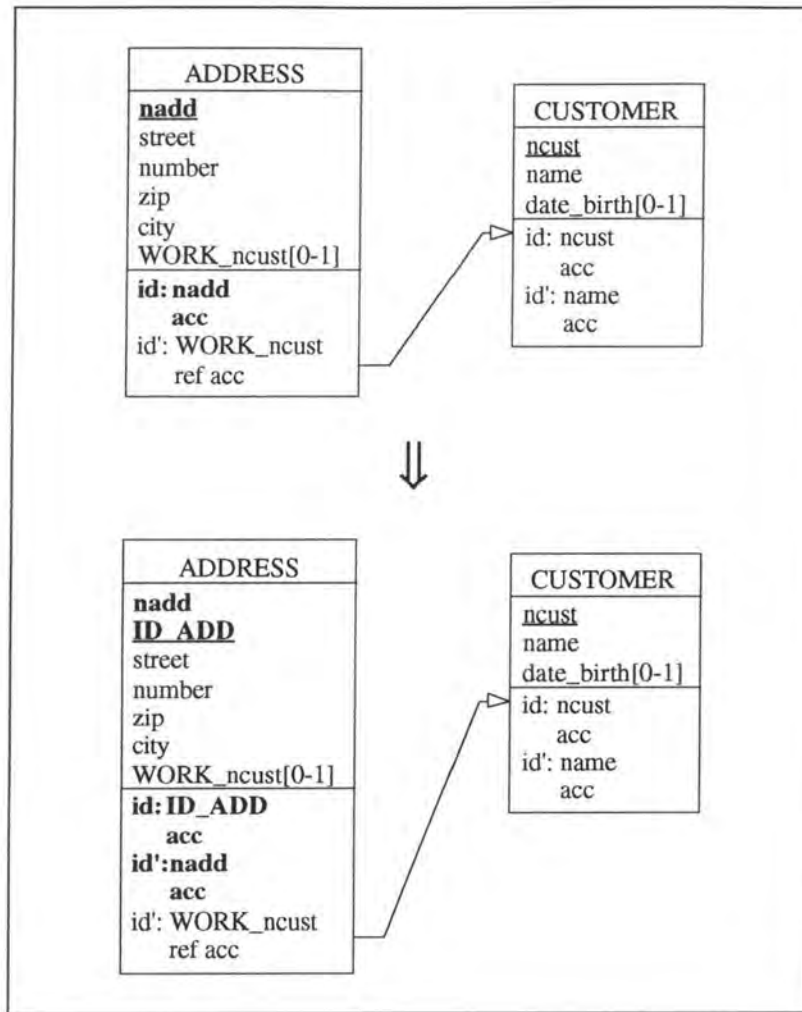 ADDRESS
nadd
street
number
zip
city
WORK_ncust[0-1]
id: nadd
acc
id': WORK_ncust
ref acc
CUSTOMER
ncust
name
date_birth[0-1]
id: ncust
acc
id': name
acc
⇓
ADDRESS
nadd
ID_ADD
street
number
zip
city
WORK_ncust[0-1]
id: ID_ADD
acc
id':nadd
acc
id': WORK_ncust
ref acc
CUSTOMER
ncust
name
date_birth[0-1]
id: ncust
acc
id': name
acc